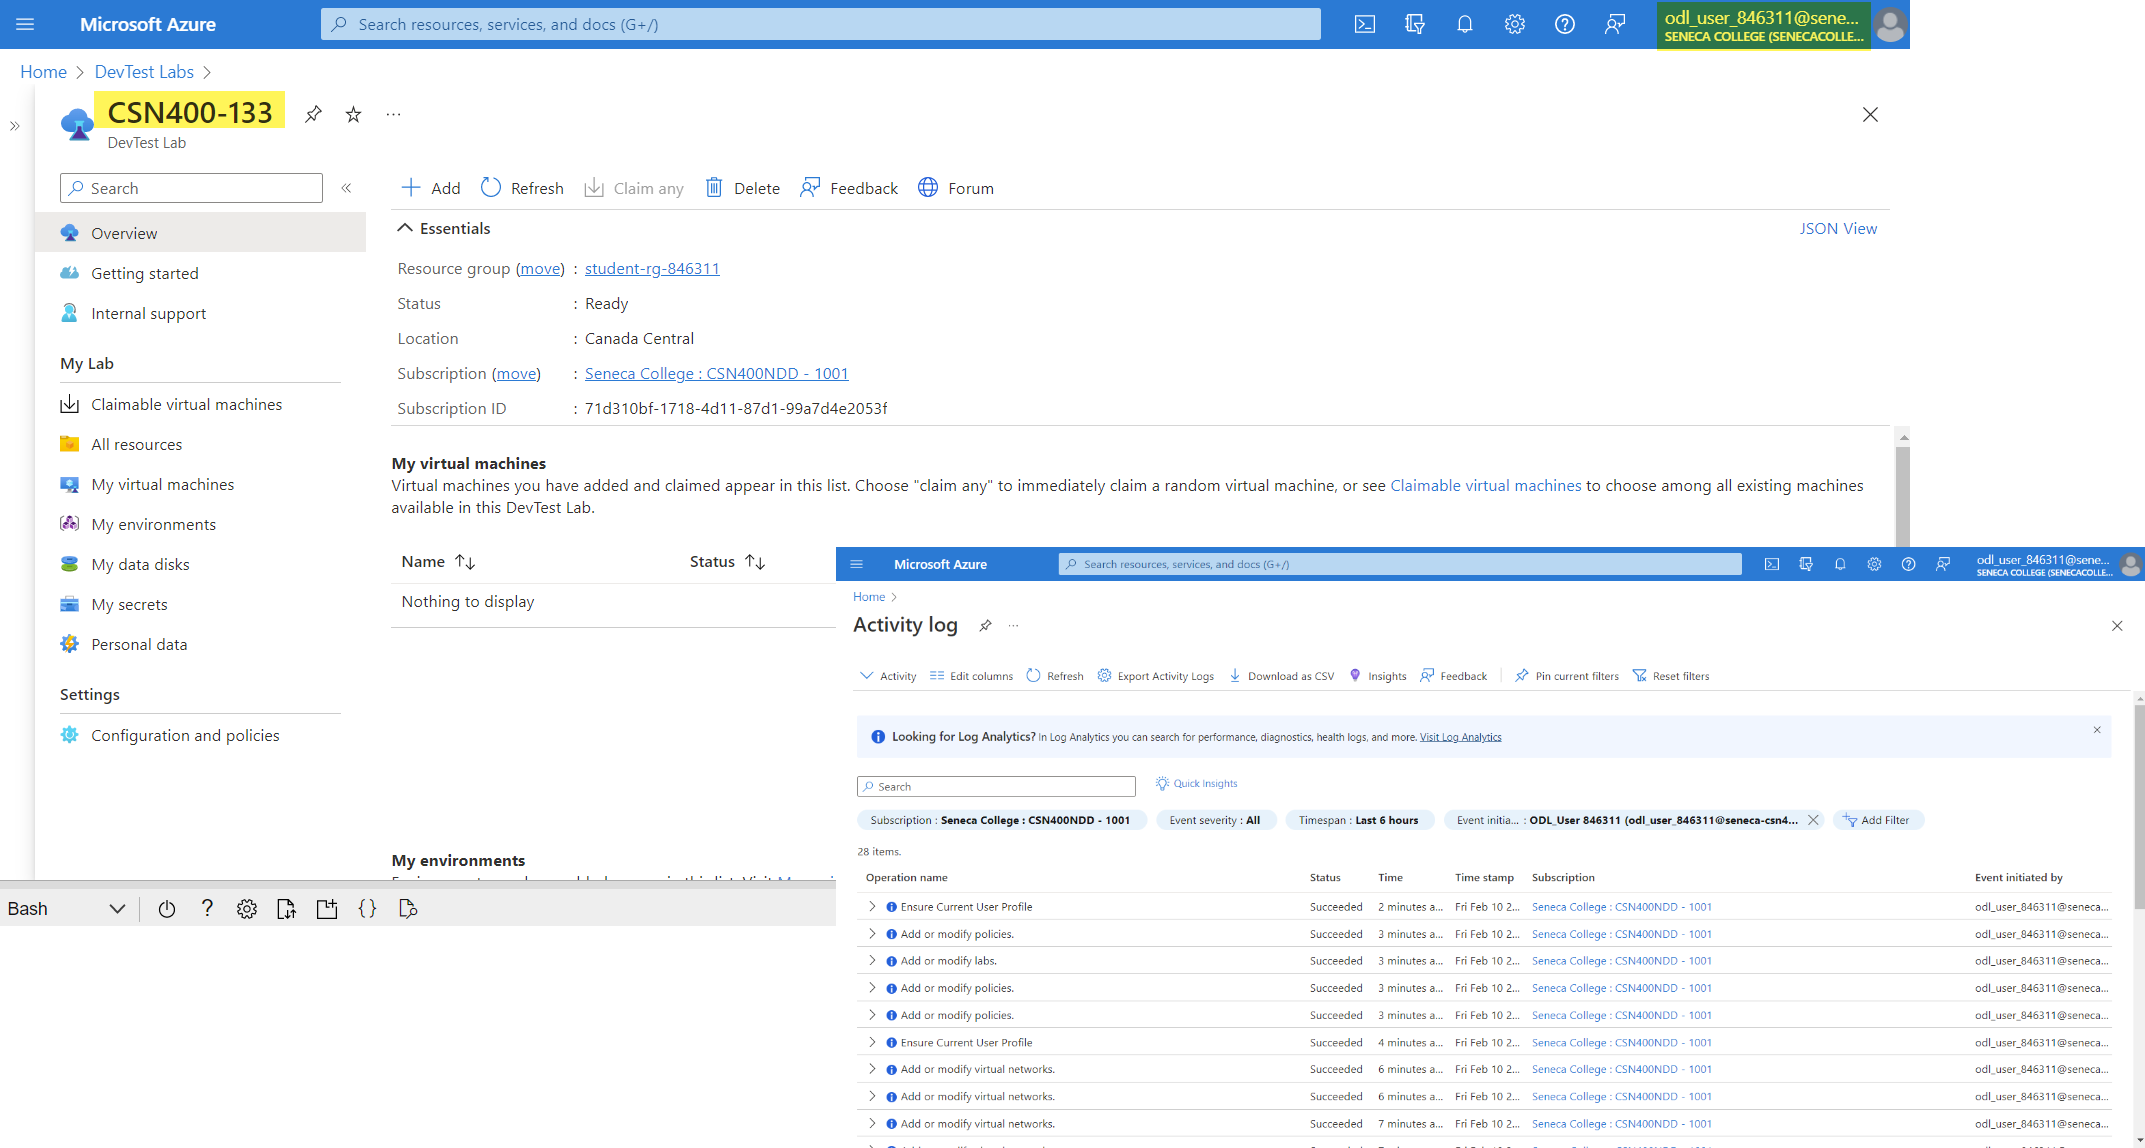 Microsoft Azure
Search resources, services, and docs (G+/)
odl_user_846311@sene...
SENECA COLLEGE (SENECACOLLE...
Home > DevTest Labs >
CSN400-133
DevTest Lab
Search
Add Refresh Claim any Delete Feedback Forum
Overview
Getting started
Internal support
My Lab
Claimable virtual machines
All resources
My virtual machines
My environments
My data disks
My secrets
Personal data
Settings
Configuration and policies
Essentials
JSON View
Resource group (move) : student-rg-846311
Status : Ready
Location : Canada Central
Subscription (move) : Seneca College : CSN400NDD - 1001
Subscription ID : 71d310bf-1718-4d11-87d1-99a7d4e2053f
My virtual machines
Virtual machines you have added and claimed appear in this list. Choose "claim any" to immediately claim a random virtual machine, or see Claimable virtual machines to choose among all existing machines
available in this DevTest Lab.
Name Status
Nothing to display
My environments
Bash
Microsoft Azure
Search resources, services, and docs (G+/)
odl_user_846311@sene...
SENECA COLLEGE (SENECACOLLE...
Home >
Activity log
Activity Edit columns Refresh Export Activity Logs Download as CSV Insights Feedback Pin current filters Reset filters
Looking for Log Analytics? In Log Analytics you can search for performance, diagnostics, health logs, and more. Visit Log Analytics
Search
Quick Insights
Subscription : Seneca College : CSN400NDD - 1001 Event severity : All Timespan : Last 6 hours Event initia... : ODL_User 846311 (odl_user_846311@seneca-csn4... Add Filter
28 items.
Operation name Status Time Time stamp Subscription Event initiated by
Ensure Current User Profile Succeeded 2 minutes a... Fri Feb 10 2... Seneca College : CSN400NDD - 1001 odl_user_846311@seneca...
Add or modify policies. Succeeded 3 minutes a... Fri Feb 10 2... Seneca College : CSN400NDD - 1001 odl_user_846311@seneca...
Add or modify labs. Succeeded 3 minutes a... Fri Feb 10 2... Seneca College : CSN400NDD - 1001 odl_user_846311@seneca...
Add or modify policies. Succeeded 3 minutes a... Fri Feb 10 2... Seneca College : CSN400NDD - 1001 odl_user_846311@seneca...
Add or modify policies. Succeeded 3 minutes a... Fri Feb 10 2... Seneca College : CSN400NDD - 1001 odl_user_846311@seneca...
Ensure Current User Profile Succeeded 4 minutes a... Fri Feb 10 2... Seneca College : CSN400NDD - 1001 odl_user_846311@seneca...
Add or modify virtual networks. Succeeded 6 minutes a... Fri Feb 10 2... Seneca College : CSN400NDD - 1001 odl_user_846311@seneca...
Add or modify virtual networks. Succeeded 6 minutes a... Fri Feb 10 2... Seneca College : CSN400NDD - 1001 odl_user_846311@seneca...
Add or modify virtual networks. Succeeded 7 minutes a... Fri Feb 10 2... Seneca College : CSN400NDD - 1001 odl_user_846311@seneca...